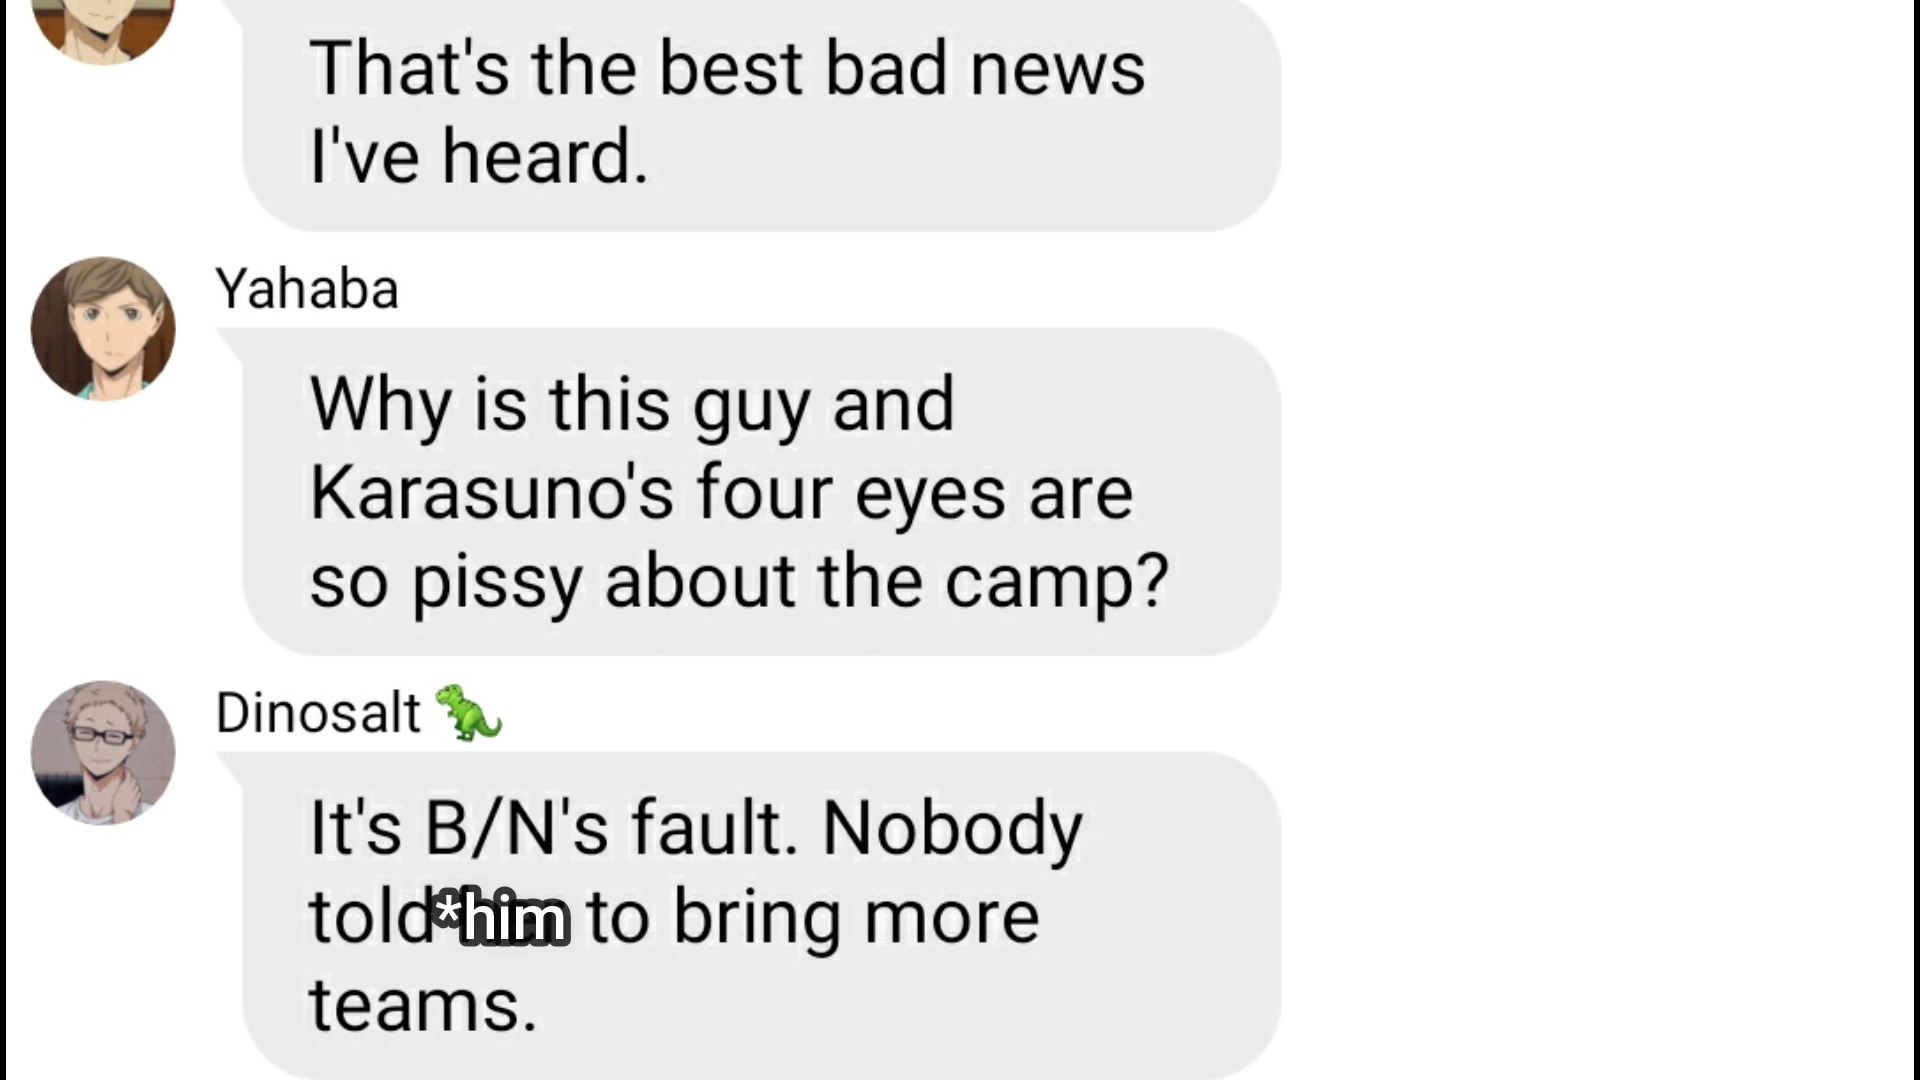 That's the best bad news
I've heard.
Yahaba
Why is this guy and
Karasuno's four eyes are
so pissy about the camp?
Dinosalt 🦖
It's B/N's fault. Nobody
told *him to bring more
teams.